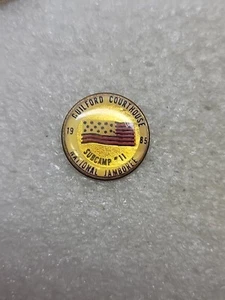 GUILFORD COURTHOUSE
19 85
SUBCAMP #11
NATIONAL JAMBOREE